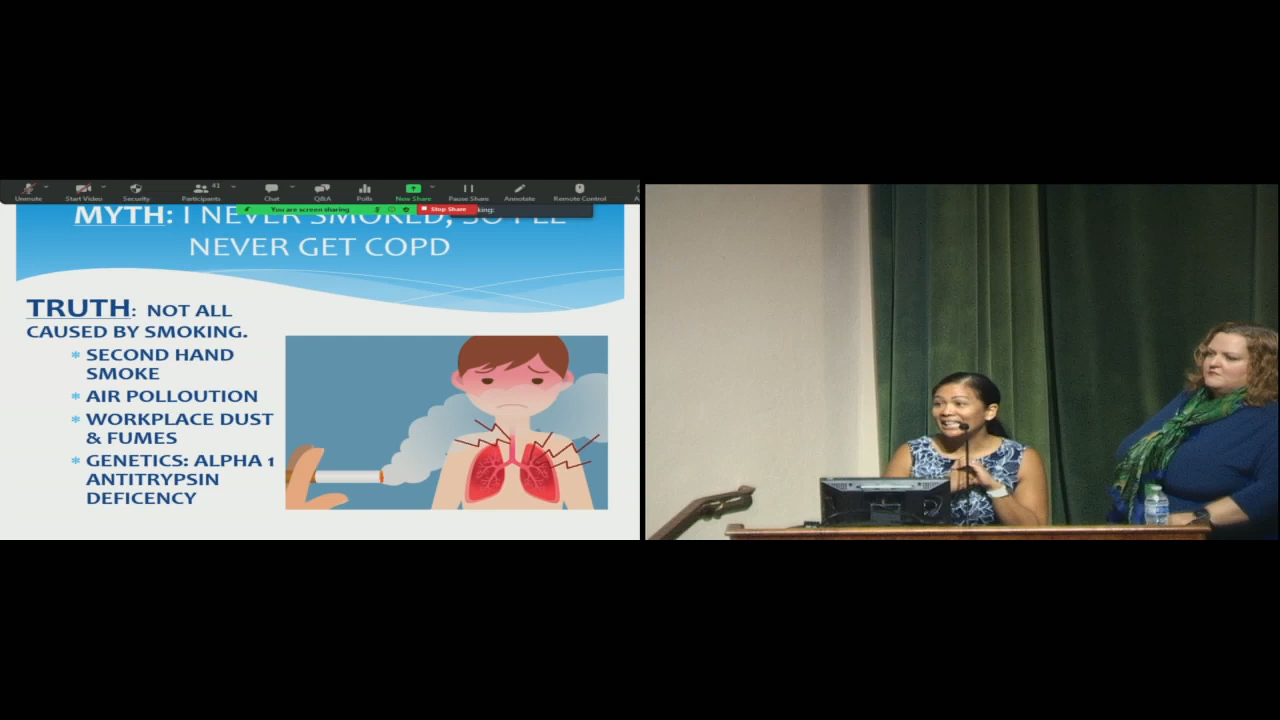 Unmute
Start Video
Security
Participants
41
Chat
Q&A
Polls
New Share
Pause Share
Annotate
Remote Control
You are screen sharing
Stop Share
king:
MYTH: I NEVER SMOKED, SO I'LL
NEVER GET COPD
TRUTH: NOT ALL
CAUSED BY SMOKING.
SECOND HAND
SMOKE
AIR POLLOUTION
WORKPLACE DUST
& FUMES
GENETICS: ALPHA 1
ANTITRYPSIN
DEFICENCY